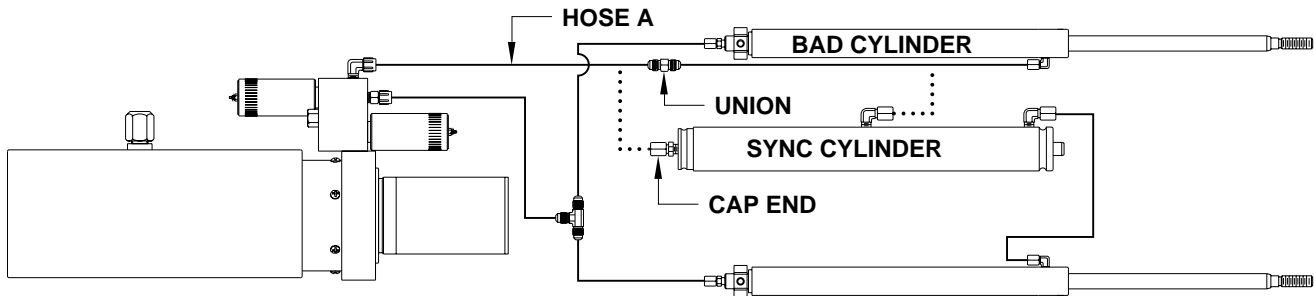 HOSE A
BAD CYLINDER
UNION
SYNC CYLINDER
CAP END